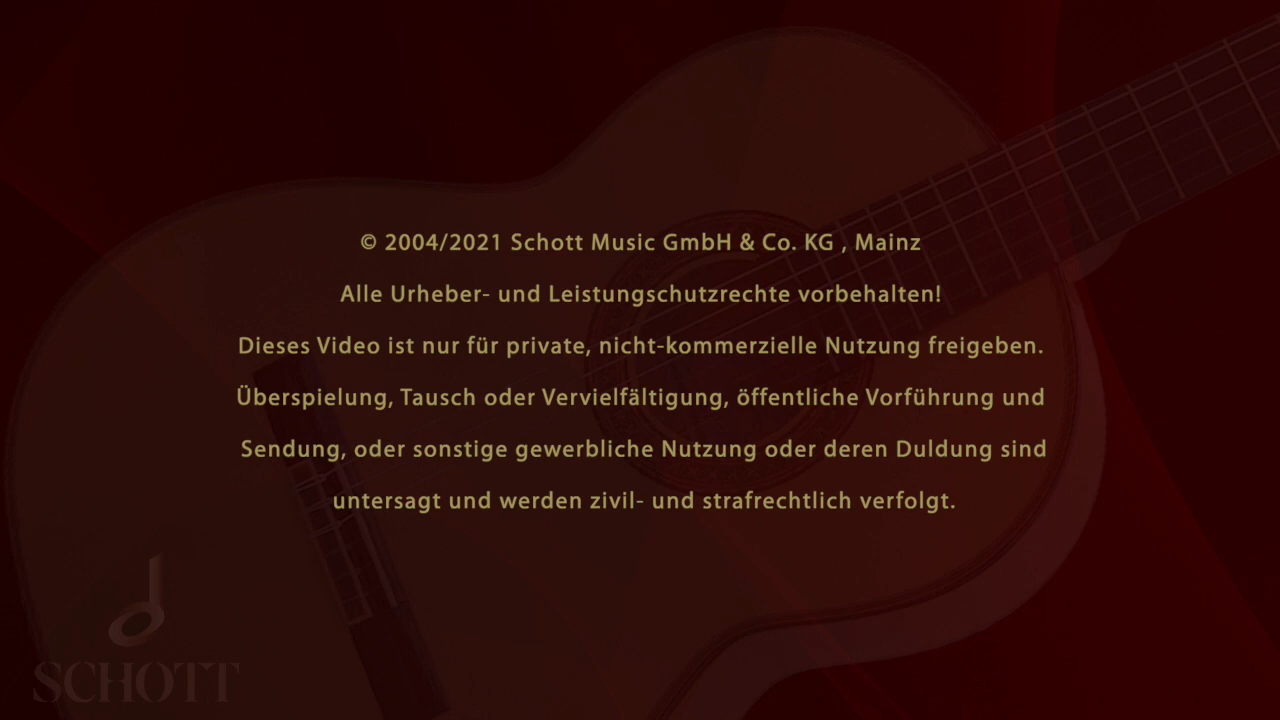 © 2004/2021 Schott Music GmbH & Co. KG , Mainz
Alle Urheber- und Leistungschutzrechte vorbehalten!
Dieses Video ist nur für private, nicht-kommerzielle Nutzung freigeben.
Überspielung, Tausch oder Vervielfältigung, öffentliche Vorführung und
Sendung, oder sonstige gewerbliche Nutzung oder deren Duldung sind
untersagt und werden zivil- und strafrechtlich verfolgt.
SCHOTT